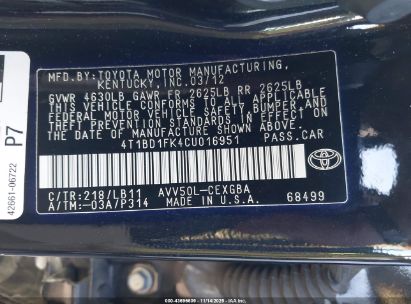 MFD.BY: TOYOTA MOTOR MANUFACTURING,
KENTUCKY, INC. 03/12
GVWR 4630LB GAWR FR 2625LB RR 2625LB
THIS VEHICLE CONFORMS TO ALL APPLICABLE
FEDERAL MOTOR VEHICLE SAFETY, BUMPER, AND
THEFT PREVENTION STANDARDS IN EFFECT ON
THE DATE OF MANUFACTURE SHOWN ABOVE.
4T1BD1FK4CU016951 PASS.CAR
TOYOTA
C/TR:218/LB11 AVV50L-CEXGBA
A/TM:-03A/P314 MADE IN U.S.A. 68499
42661-06722
P7